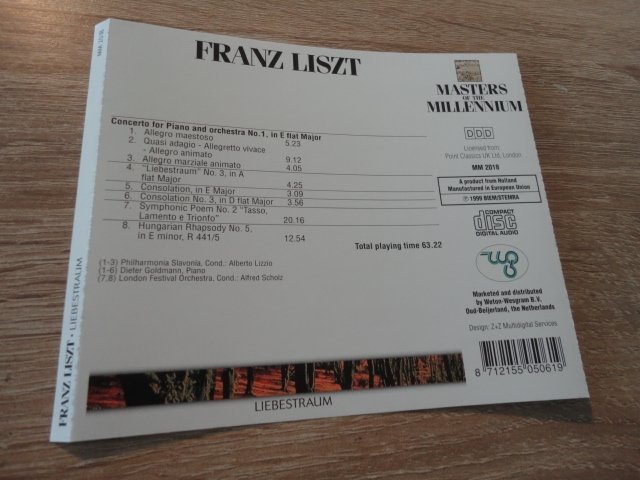 MM 2018
FRANZ LISZT • LIEBESTRAUM
FRANZ LISZT
Concerto for Piano and orchestra No.1, in E flat Major
1. Allegro maestoso 5.23
2. Quasi adagio - Allegretto vivace
- Allegro animato 9.12
3. Allegro marziale animato 4.05
4. "Liebestraum" No. 3, in A
flat Major 4.25
5. Consolation, in E Major 3.09
6. Consolation No. 3, in D flat Major 3.56
7. Symphonic Poem No. 2 "Tasso,
Lamento e Trionfo" 20.16
8. Hungarian Rhapsody No. 5,
in E minor, R 441/5 12.54
Total playing time 63.22
(1-3) Philharmonia Slavonia, Cond.: Alberto Lizzio
(1-6) Dieter Goldmann, Piano
(7,8) London Festival Orchestra, Cond.: Alfred Scholz
LIEBESTRAUM
MASTERS
OF THE
MILLENNIUM
DDD
Licensed from:
Point Classics UK Ltd, London
MM 2018
A product from Holland
Manufactured in European Union
℗ 1999 BIEM/STEMRA
COMPACT
disc
DIGITAL AUDIO
wg
Marketed and distributed
by Weton-Wesgram B.V.
Oud-Beijerland, the Netherlands
Design: Z×Z Multidigital Services
8 712155 050619